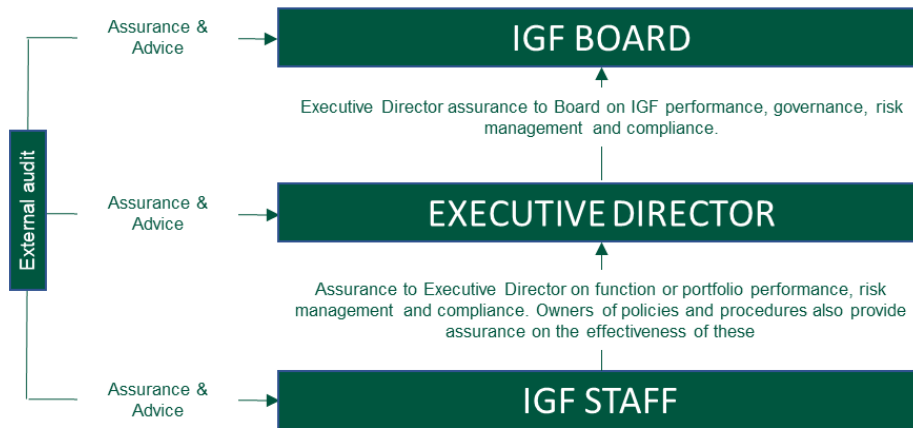 Assurance &
Advice
IGF BOARD
Executive Director assurance to Board on IGF performance, governance, risk
management and compliance.
External audit
Assurance &
Advice
EXECUTIVE DIRECTOR
Assurance to Executive Director on function or portfolio performance, risk
management and compliance. Owners of policies and procedures also provide
assurance on the effectiveness of these
Assurance &
Advice
IGF STAFF